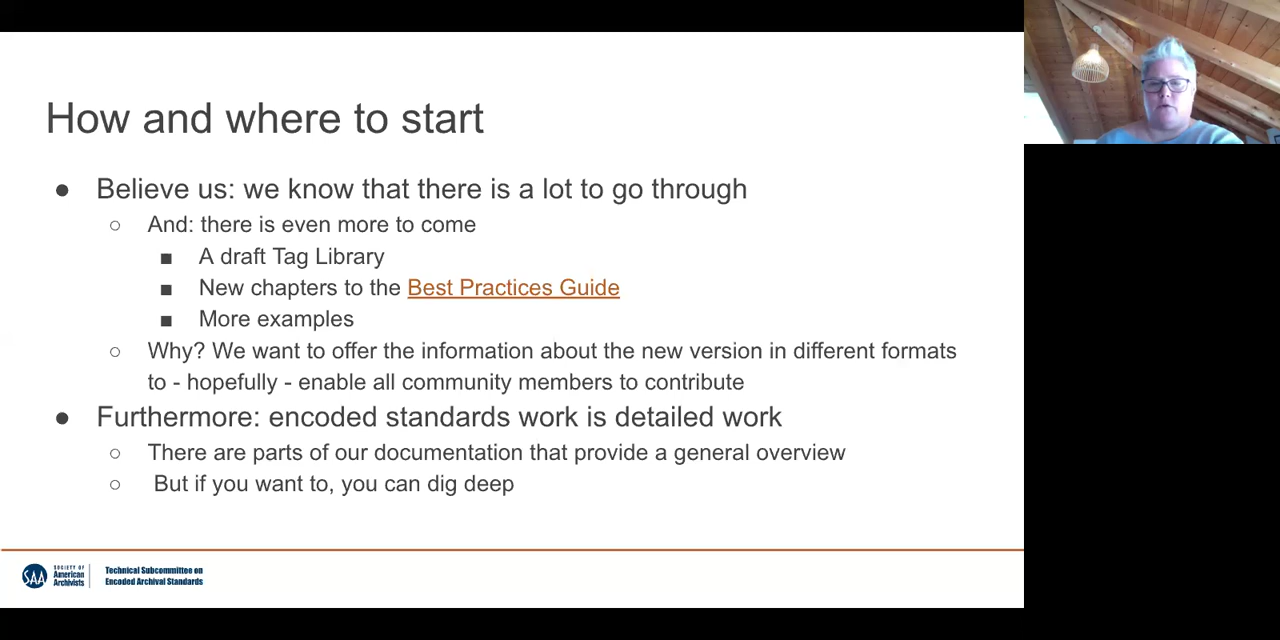 How and where to start
● Believe us: we know that there is a lot to go through
○ And: there is even more to come
■ A draft Tag Library
■ New chapters to the Best Practices Guide
■ More examples
○ Why? We want to offer the information about the new version in different formats
to - hopefully - enable all community members to contribute
● Furthermore: encoded standards work is detailed work
○ There are parts of our documentation that provide a general overview
○ But if you want to, you can dig deep
SAA
SOCIETY OF
American
Archivists
Technical Subcommittee on
Encoded Archival Standards